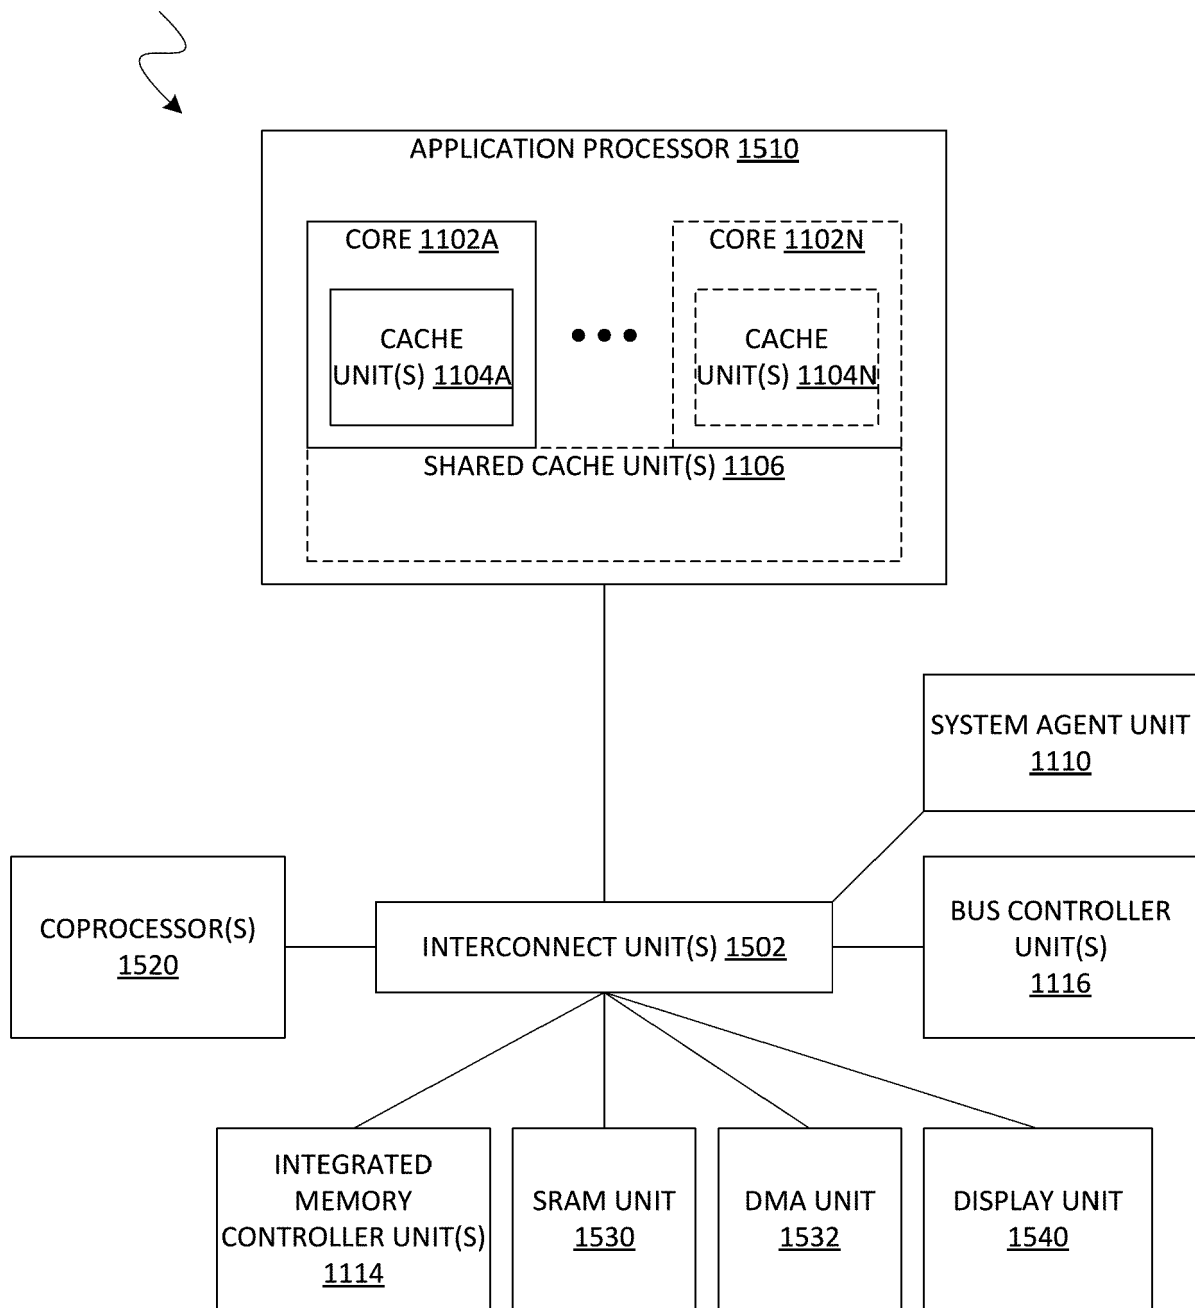 APPLICATION PROCESSOR 1510
CORE 1102A
CORE 1102N
CACHE
UNIT(S) 1104A
CACHE
UNIT(S) 1104N
SHARED CACHE UNIT(S) 1106
SYSTEM AGENT UNIT
1110
COPROCESSOR(S)
1520
INTERCONNECT UNIT(S) 1502
BUS CONTROLLER
UNIT(S)
1116
INTEGRATED
MEMORY
CONTROLLER UNIT(S)
1114
SRAM UNIT
1530
DMA UNIT
1532
DISPLAY UNIT
1540